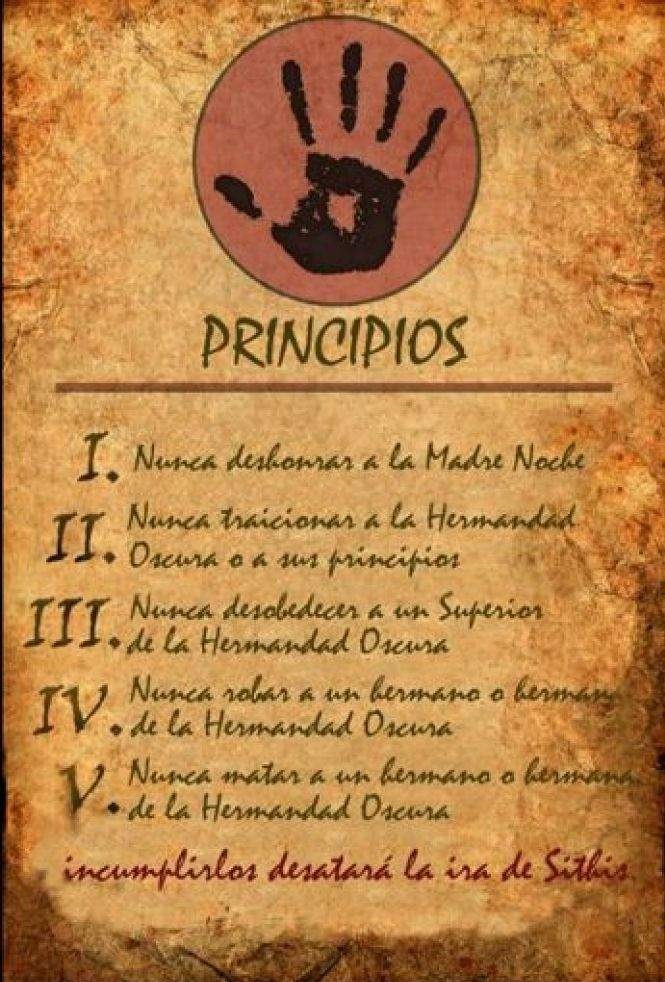 PRINCIPIOS
I. Nunca deshonrar a la Madre Noche
II. Nunca traicionar a la Hermandad
Oscura o a sus principios
III. Nunca desobedecer a un Superior
de la Hermandad Oscura
IV. Nunca robar a un hermano o hermana
de la Hermandad Oscura
V. Nunca matar a un hermano o hermana
de la Hermandad Oscura
incumplirlos desatará la ira de Sithis